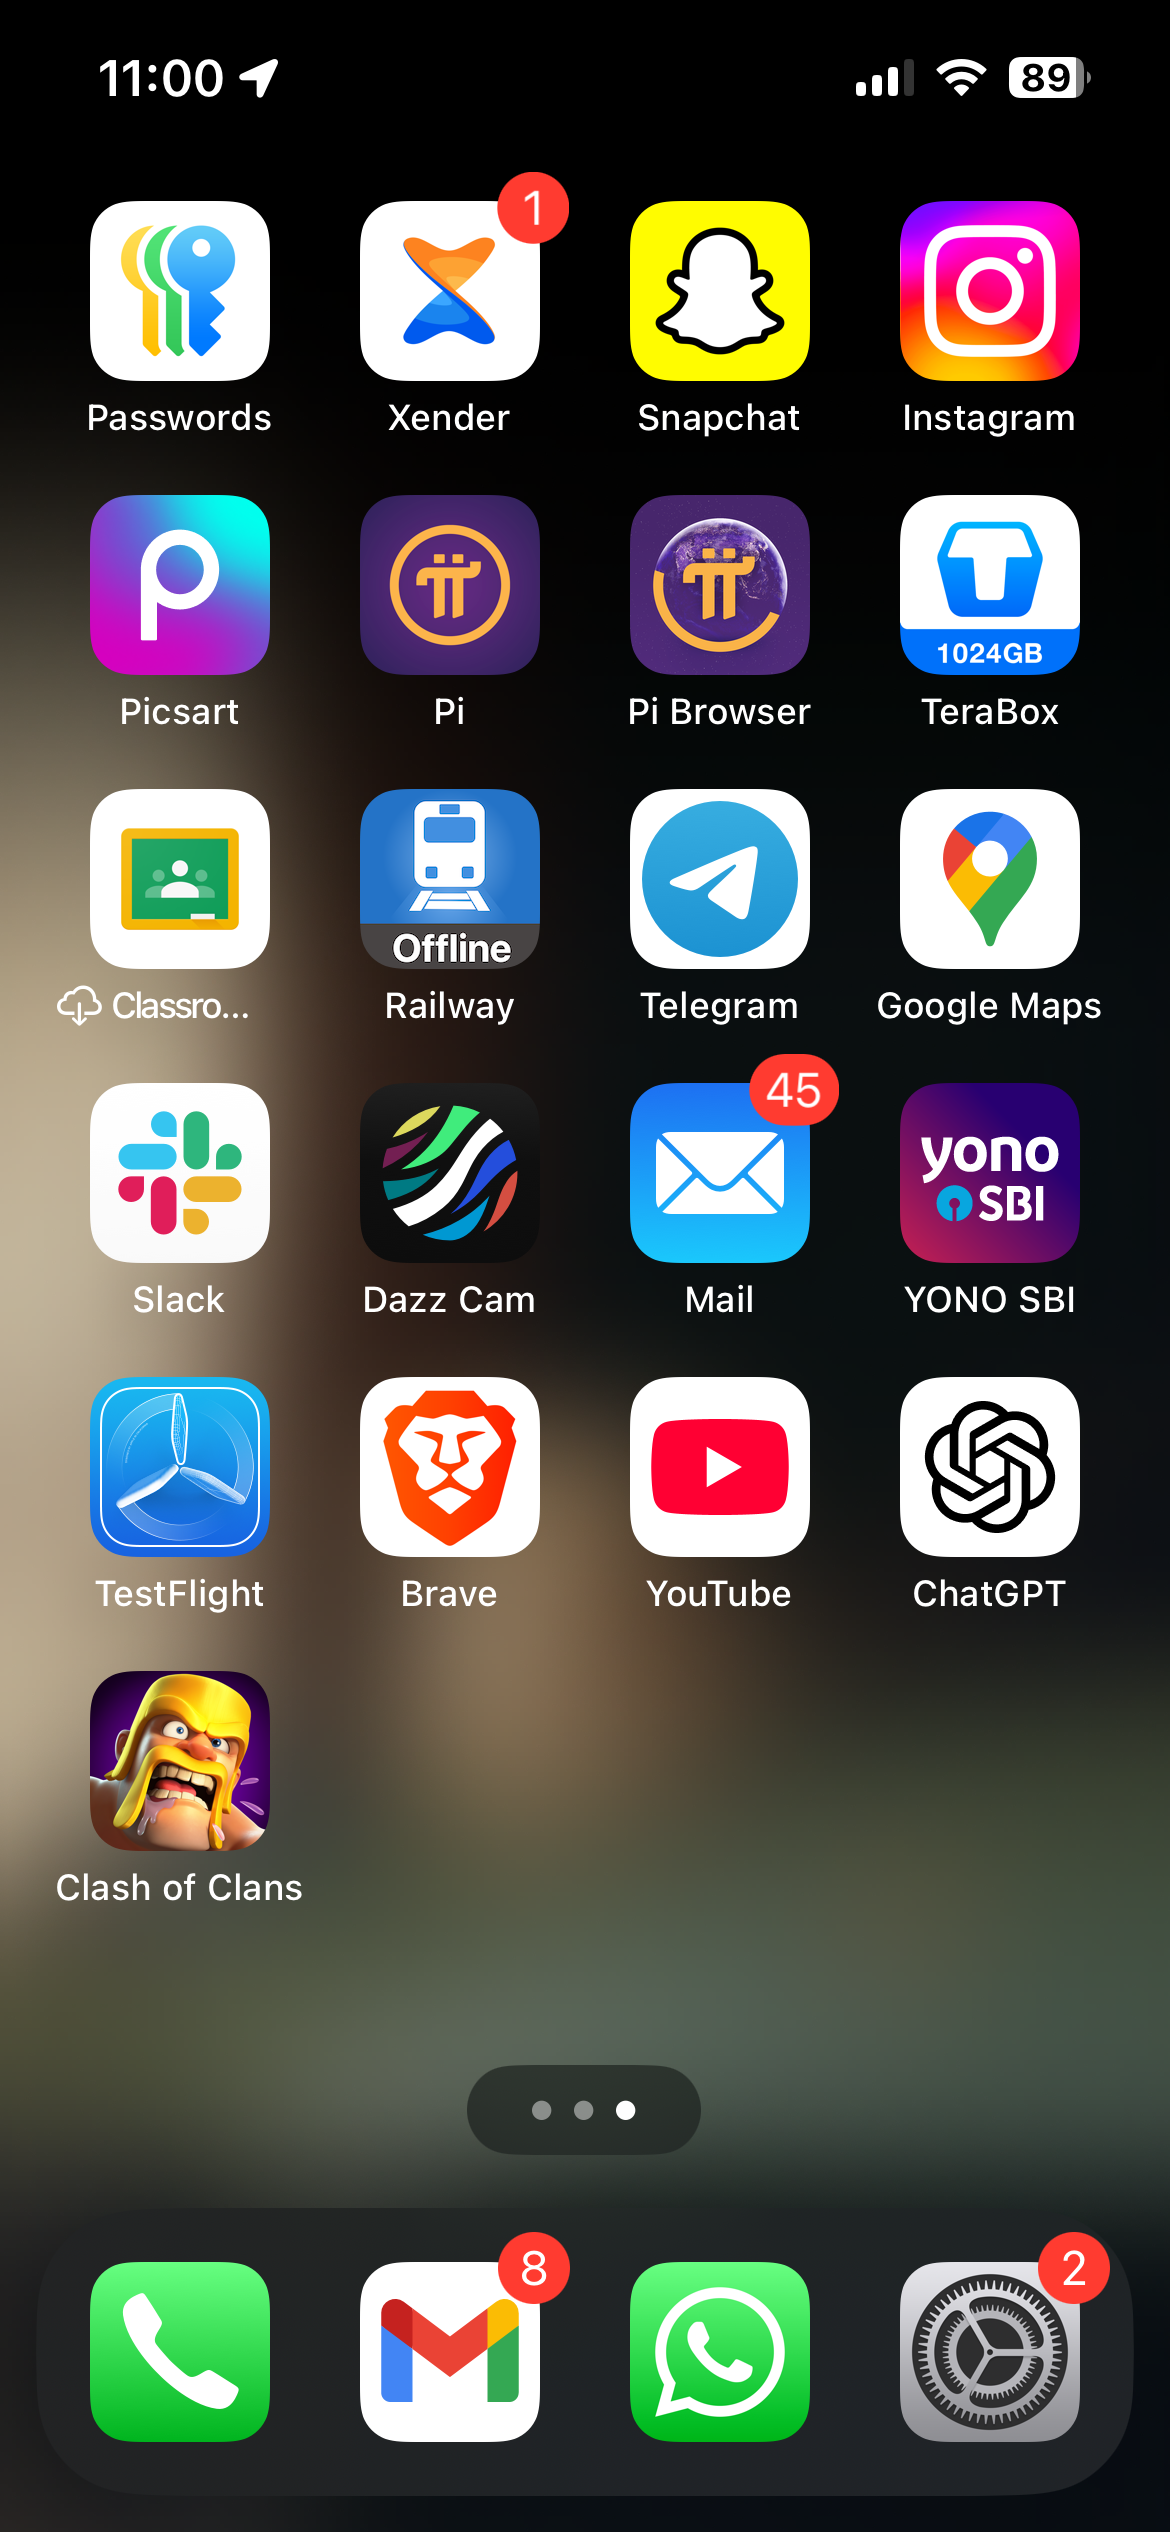 11:00
89
1
Passwords
Xender
Snapchat
Instagram
1024GB
Picsart
Pi
Pi Browser
TeraBox
Offline
Classro...
Railway
Telegram
Google Maps
45
yono
SBI
Slack
Dazz Cam
Mail
YONO SBI
TestFlight
Brave
YouTube
ChatGPT
Clash of Clans
8
2